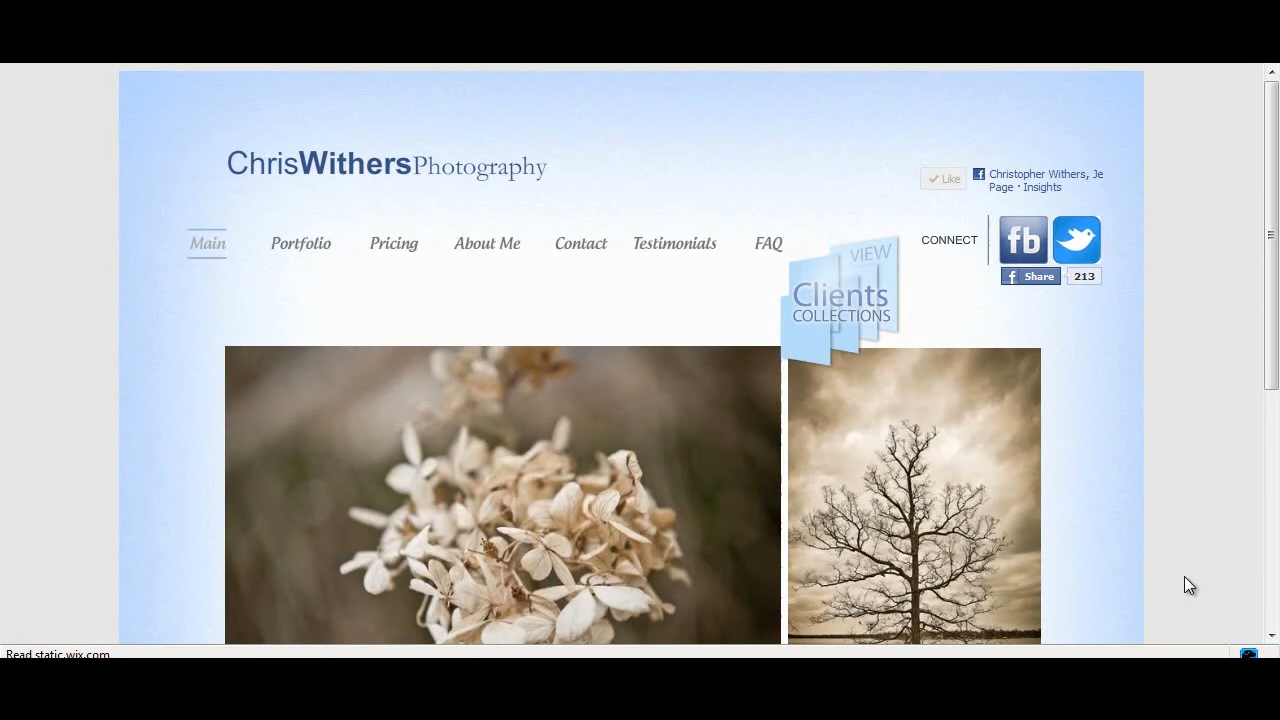 ChrisWithersPhotography
Like
Christopher Withers, Je
Page · Insights
Main
Portfolio
Pricing
About Me
Contact
Testimonials
FAQ
VIEW
Clients
COLLECTIONS
CONNECT
fb
f Share
213
Read static.wix.com